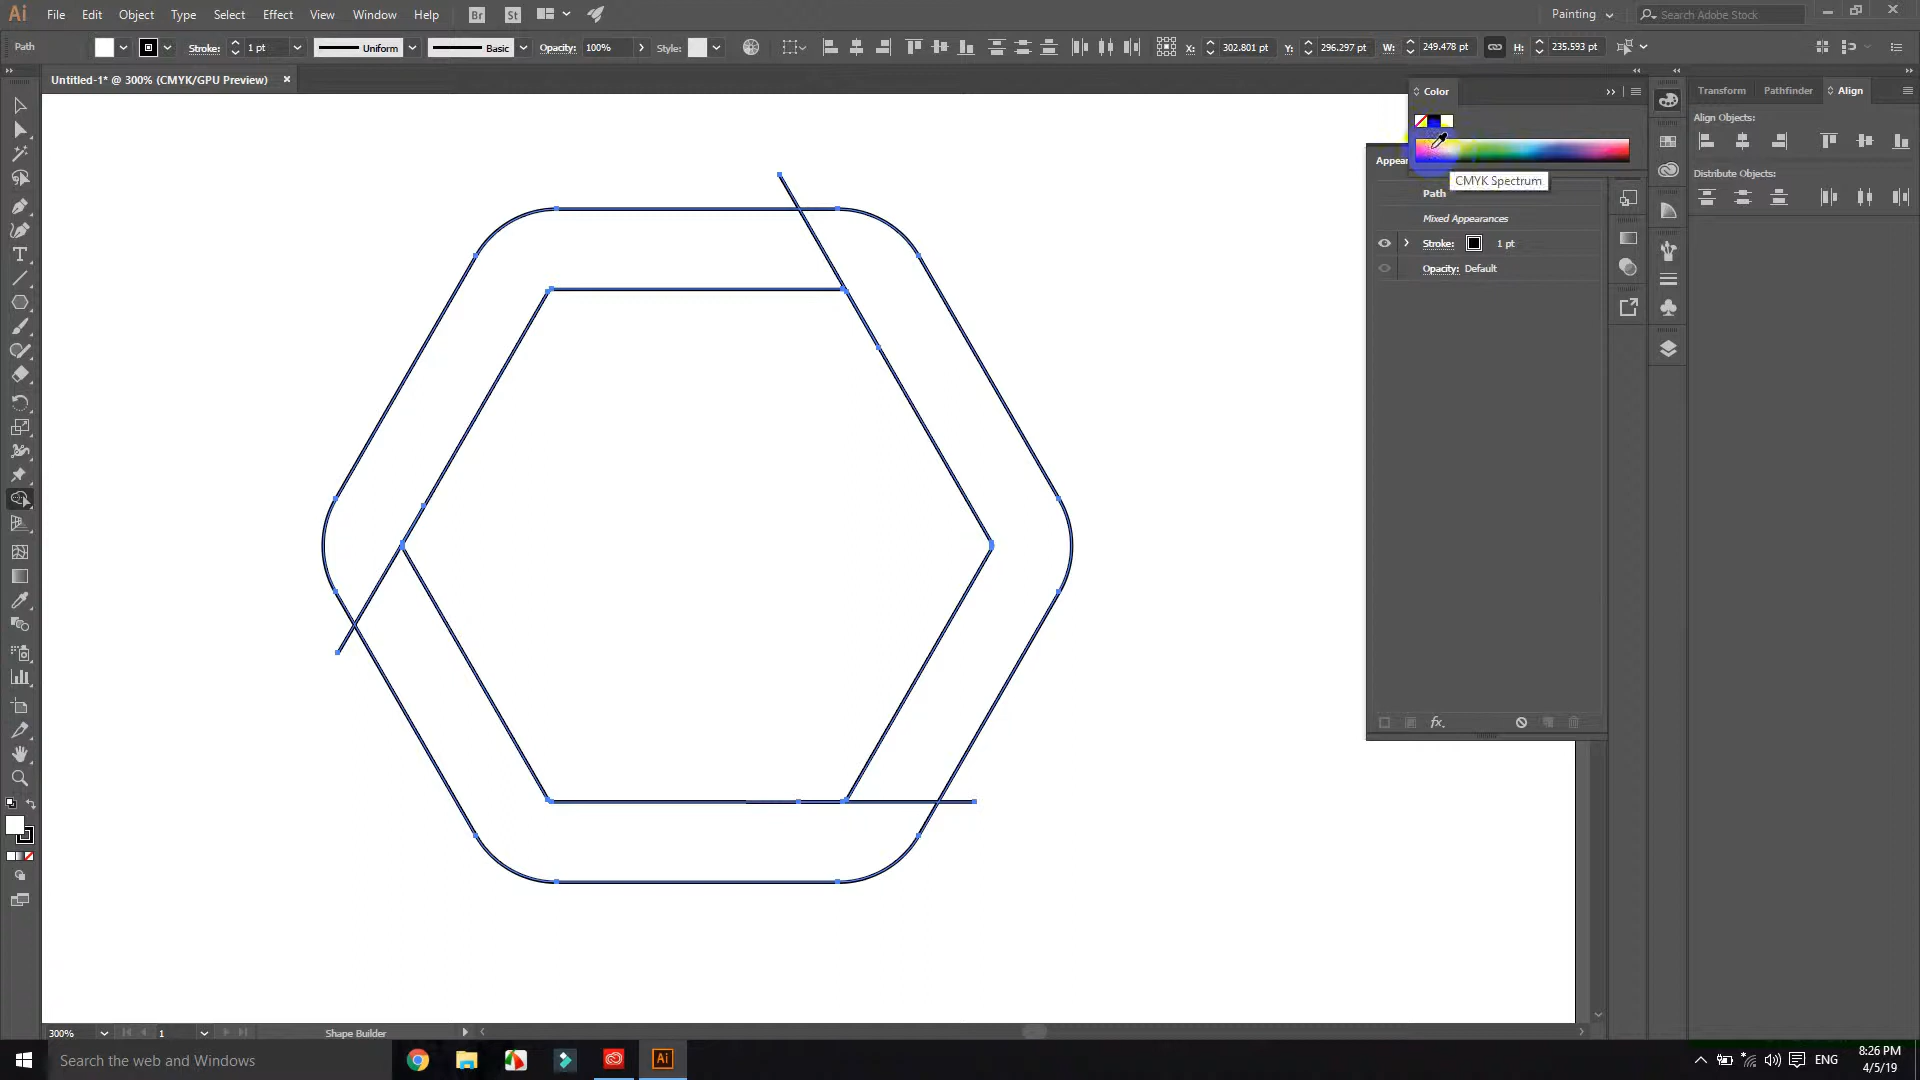 Ai File Edit Object Type Select Effect View Window Help Br St Painting Search Adobe Stock
Path Stroke: 1 pt Uniform Basic Opacity: 100% Style: X: 302.801 pt Y: 296.297 pt W: 249.478 pt H: 235.593 pt
Untitled-1* @ 300% (CMYK/GPU Preview)
Color
Transform Pathfinder Align
Align Objects:
Appear
CMYK Spectrum
Path
Distribute Objects:
Mixed Appearances
Stroke: 1 pt
Opacity: Default
fx.
300% 1 Shape Builder
Search the web and Windows
Ai
ENG
8:26 PM
4/5/19